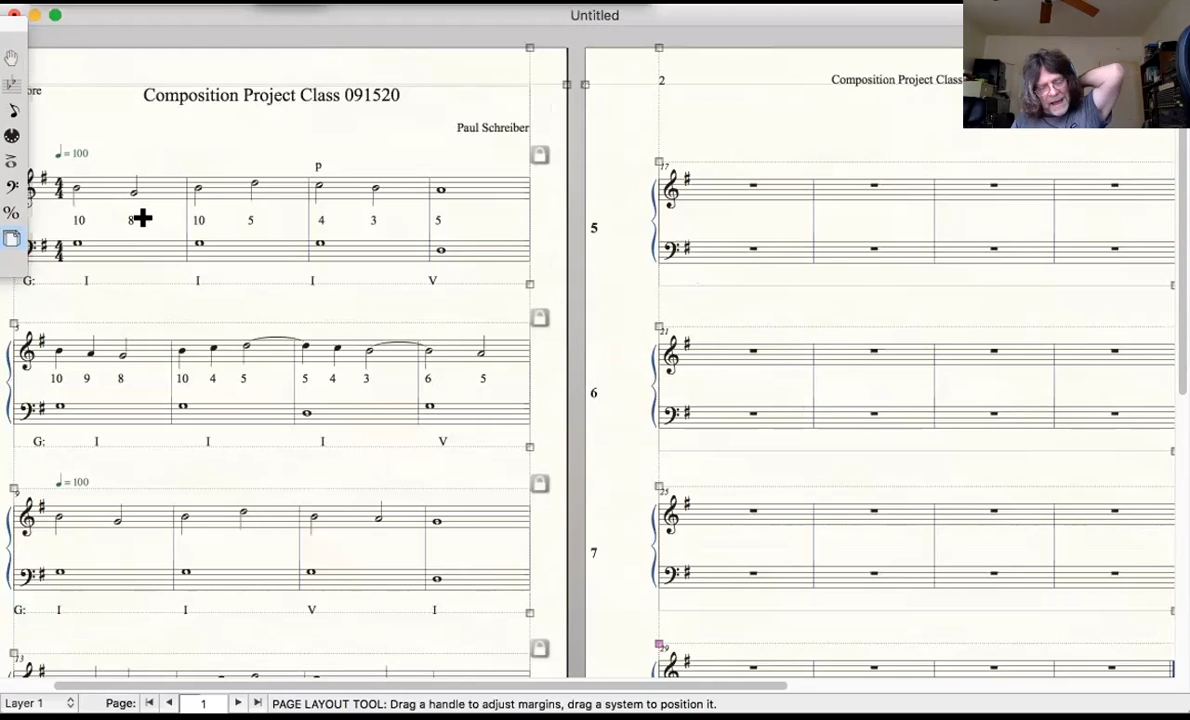 Untitled
ore
Composition Project Class 091520
Paul Schreiber
= 100
p
10 8 10 5 4 3 5
G: I I I V
10 9 8 10 4 5 5 4 3 6 5
G: I I I V
9
= 100
G: I I V I
13
2
Composition Project Class
17
5
21
6
25
7
29
Layer 1 Page: 1 PAGE LAYOUT TOOL: Drag a handle to adjust margins, drag a system to position it.